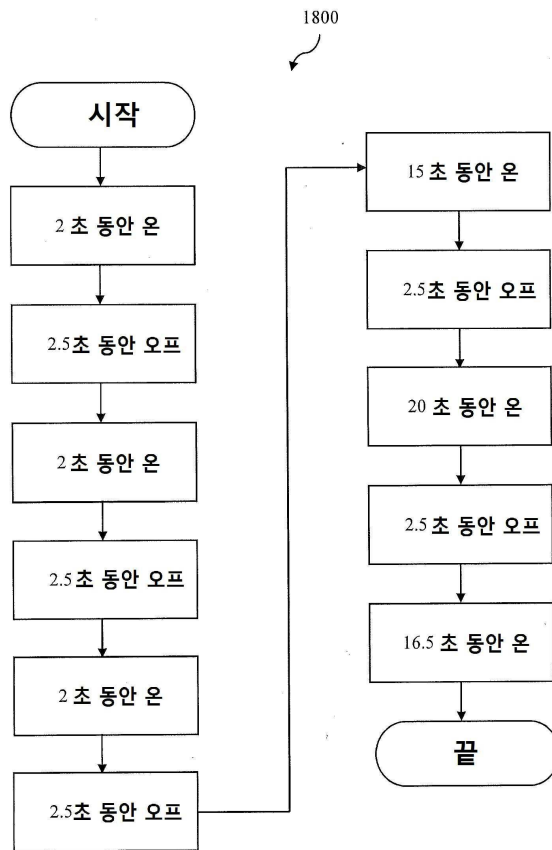 1800
시작
2 초 동안 온
2.5초 동안 오프
2 초 동안 온
2.5초 동안 오프
2 초 동안 온
2.5초 동안 오프
15 초 동안 온
2.5초 동안 오프
20 초 동안 온
2.5초 동안 오프
16.5 초 동안 온
끝